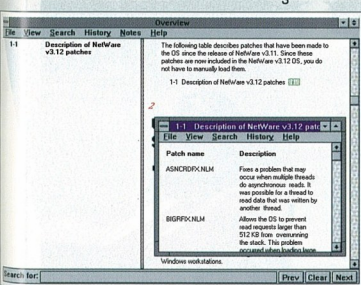 Overview
File View Search History Notes Help
1-1 Description of NetWare
v3.12 patches
The following table describes patches that have been made to
the OS since the release of NetWare v3.11. Since these
patches are now included in the NetWare v3.12 OS, you do
not have to manually load them.
1-1 Description of NetWare v3.12 patches
2
1-1 Description of NetWare v3.12 patc
File View Search History Help
Patch name Description
ASNCRDFX.NLM Fixes a problem that may
occur when multiple threads
do asynchronous reads. It
was possible for a thread to
read data that was written by
another thread.
BIGRFIX.NLM Allows the OS to prevent
read requests larger than
512 KB from overrunning
the stack. This problem
occurred when loading large
Windows workstations.
Search for: Prev Clear Next